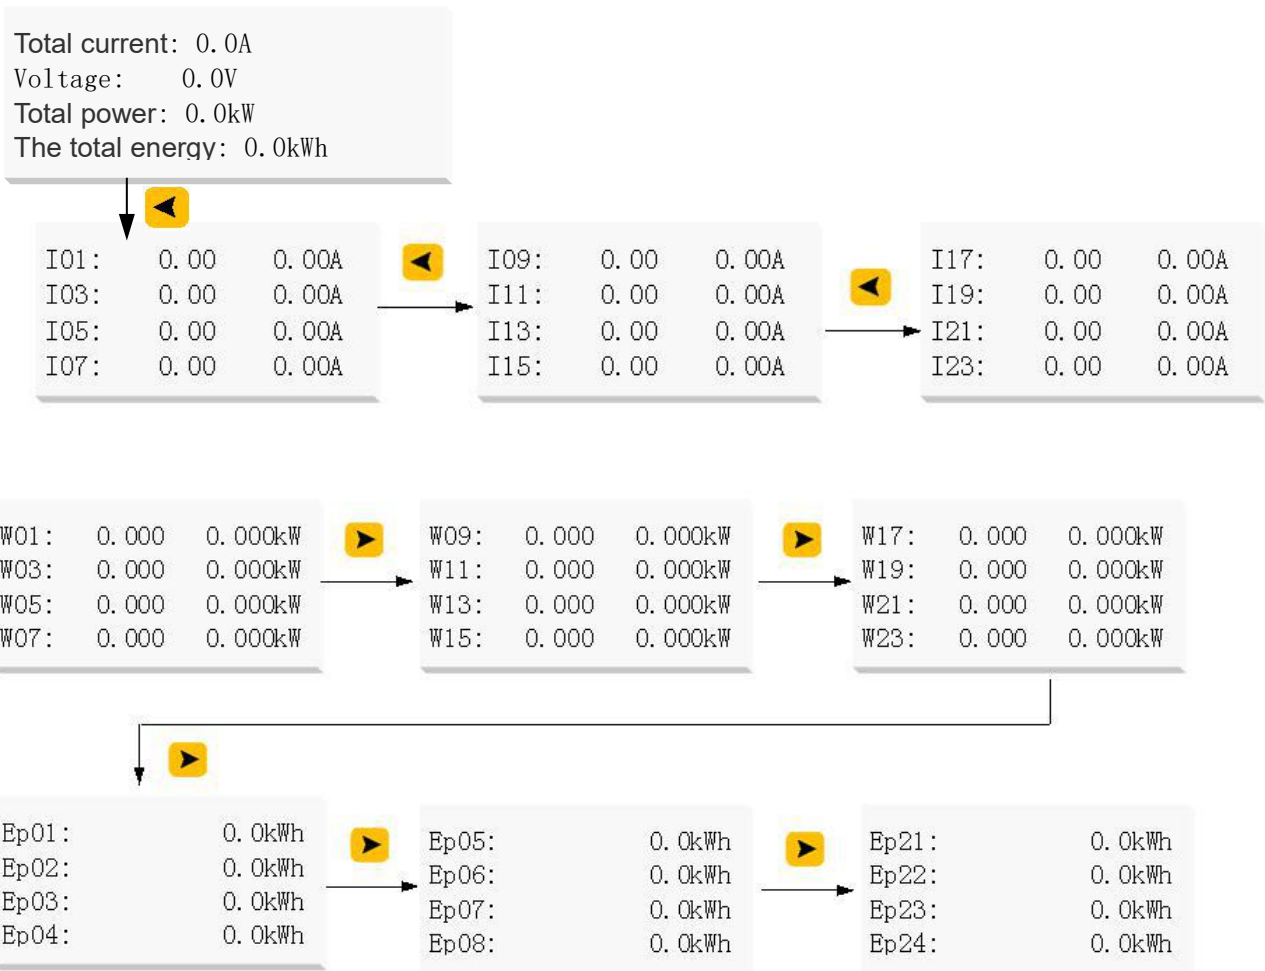 Total current: 0.0A
Voltage: 0.0V
Total power: 0.0kW
The total energy: 0.0kWh
I01: 0.00 0.00A
I03: 0.00 0.00A
I05: 0.00 0.00A
I07: 0.00 0.00A
I09: 0.00 0.00A
I11: 0.00 0.00A
I13: 0.00 0.00A
I15: 0.00 0.00A
I17: 0.00 0.00A
I19: 0.00 0.00A
I21: 0.00 0.00A
I23: 0.00 0.00A
W01: 0.000 0.000kW
W03: 0.000 0.000kW
W05: 0.000 0.000kW
W07: 0.000 0.000kW
W09: 0.000 0.000kW
W11: 0.000 0.000kW
W13: 0.000 0.000kW
W15: 0.000 0.000kW
W17: 0.000 0.000kW
W19: 0.000 0.000kW
W21: 0.000 0.000kW
W23: 0.000 0.000kW
Ep01: 0.0kWh
Ep02: 0.0kWh
Ep03: 0.0kWh
Ep04: 0.0kWh
Ep05: 0.0kWh
Ep06: 0.0kWh
Ep07: 0.0kWh
Ep08: 0.0kWh
Ep21: 0.0kWh
Ep22: 0.0kWh
Ep23: 0.0kWh
Ep24: 0.0kWh